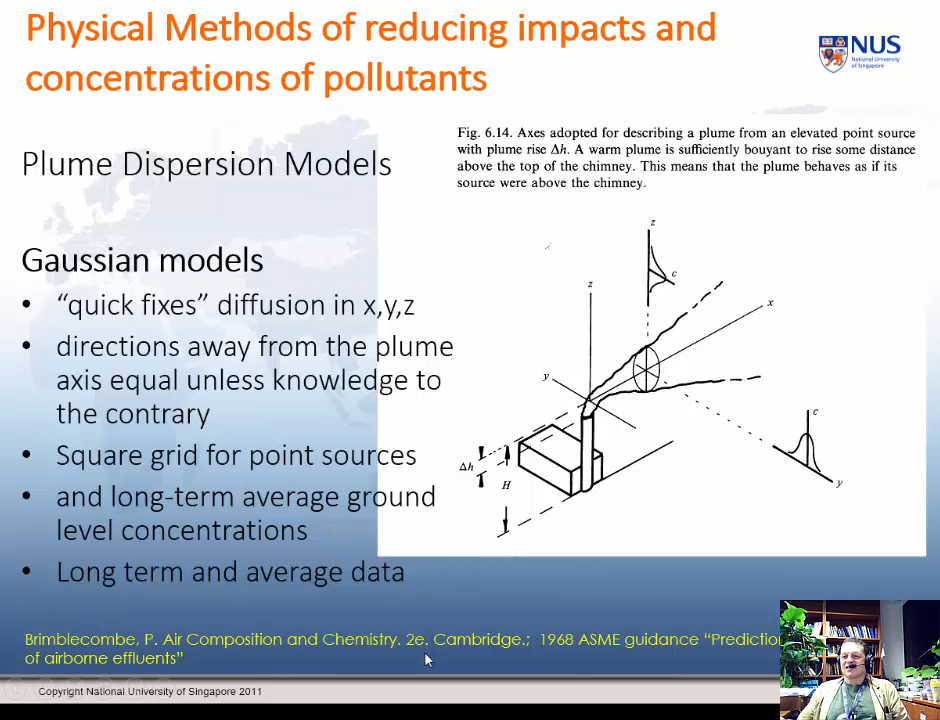 Physical Methods of reducing impacts and
concentrations of pollutants
NUS
National University
of Singapore
Plume Dispersion Models
Fig. 6.14. Axes adopted for describing a plume from an elevated point source
with plume rise Δh. A warm plume is sufficiently bouyant to rise some distance
above the top of the chimney. This means that the plume behaves as if its
source were above the chimney.
Gaussian models
• “quick fixes” diffusion in x,y,z
• directions away from the plume
axis equal unless knowledge to
the contrary
• Square grid for point sources
• and long-term average ground
level concentrations
• Long term and average data
z
c
z
x
y
Δh
H
c
y
Brimblecombe, P. Air Composition and Chemistry. 2e. Cambridge.; 1968 ASME guidance “Prediction
of airborne effluents”
Copyright National University of Singapore 2011